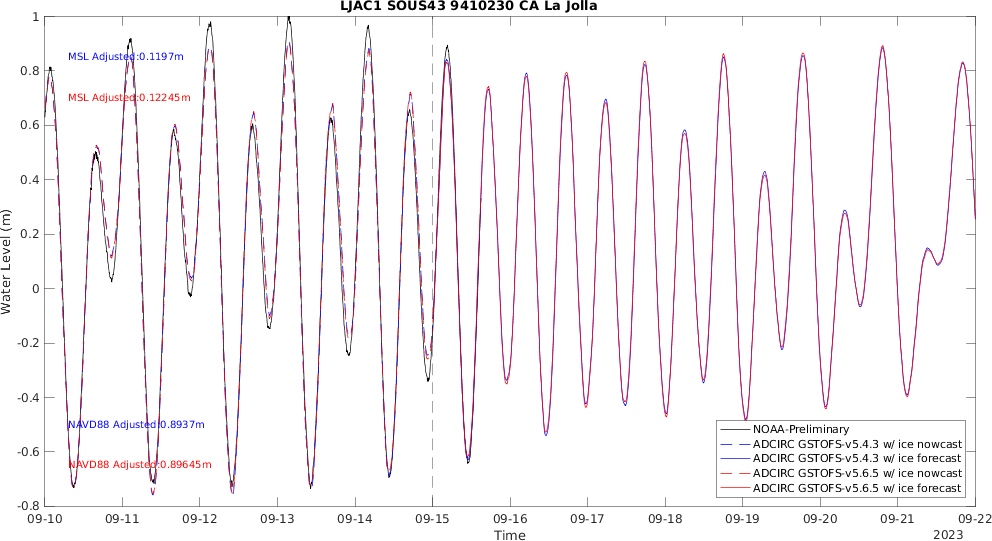 LJAC1 SOUS43 9410230 CA La Jolla
Water Level (m)
1
0.8
0.6
0.4
0.2
0
-0.2
-0.4
-0.6
-0.8
MSL Adjusted:0.1197m
MSL Adjusted:0.12245m
NAVD88 Adjusted:0.8937m
NAVD88 Adjusted:0.89645m
NOAA-Preliminary
ADCIRC GSTOFS-v5.4.3 w/ ice nowcast
ADCIRC GSTOFS-v5.4.3 w/ ice forecast
ADCIRC GSTOFS-v5.6.5 w/ ice nowcast
ADCIRC GSTOFS-v5.6.5 w/ ice forecast
09-10 09-11 09-12 09-13 09-14 09-15 09-16 09-17 09-18 09-19 09-20 09-21 09-22
Time
2023